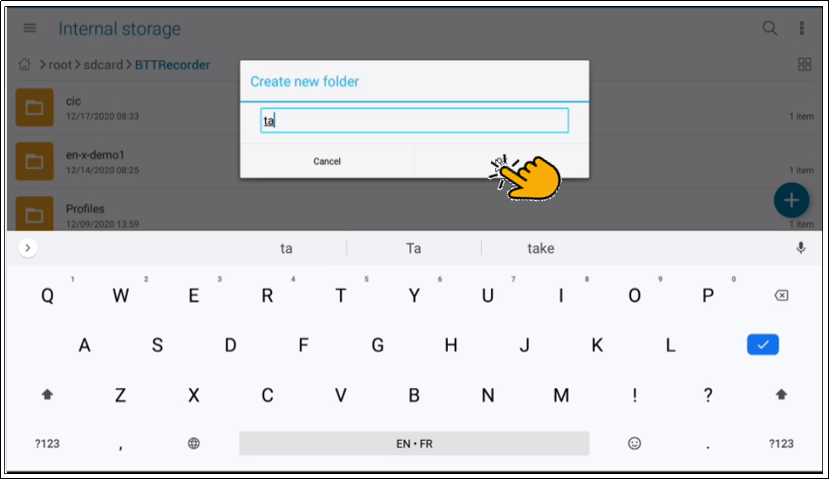 Internal storage
root sdcard BTTRecorder
Create new folder
ta
Cancel
cic
12/17/2020 08:33
1 item
en-x-demo1
12/14/2020 08:25
1 item
Profiles
12/09/2020 13:59
1 item
ta Ta take
1 2 3 4 5 6 7 8 9 0
Q W E R T Y U I O P
A S D F G H J K L
Z X C V B N M ! ?
?123 , EN • FR . ?123